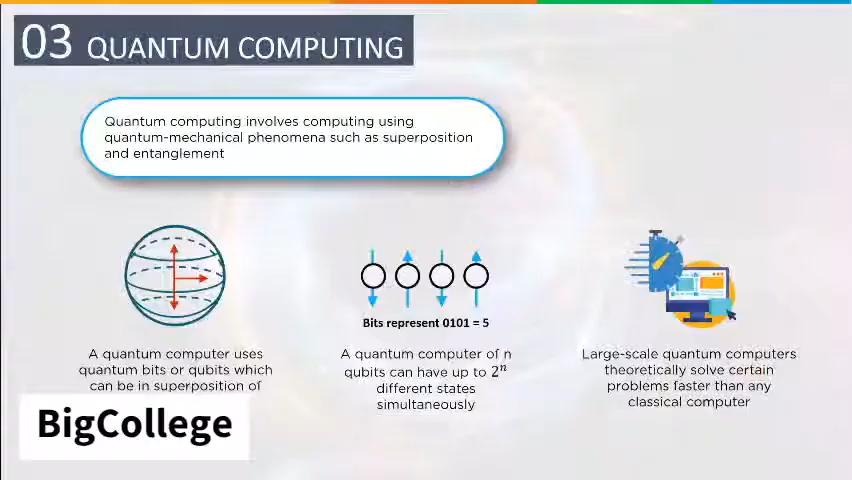 03 QUANTUM COMPUTING
Quantum computing involves computing using
quantum-mechanical phenomena such as superposition
and entanglement
Bits represent 0101 = 5
A quantum computer uses
quantum bits or qubits which
can be in superposition of
A quantum computer of n
qubits can have up to 2ⁿ
different states
simultaneously
Large-scale quantum computers
theoretically solve certain
problems faster than any
classical computer
BigCollege